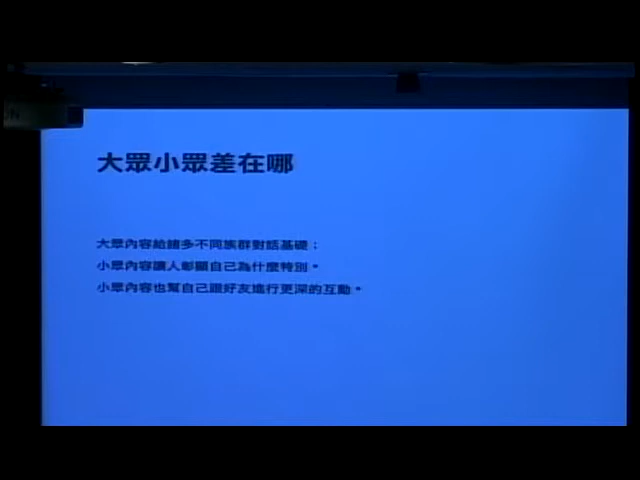 大眾小眾差在哪
大眾內容給諸多不同族群對話基礎；
小眾內容讓人彰顯自己為什麼特別。
小眾內容也幫自己跟好友進行更深的互動。